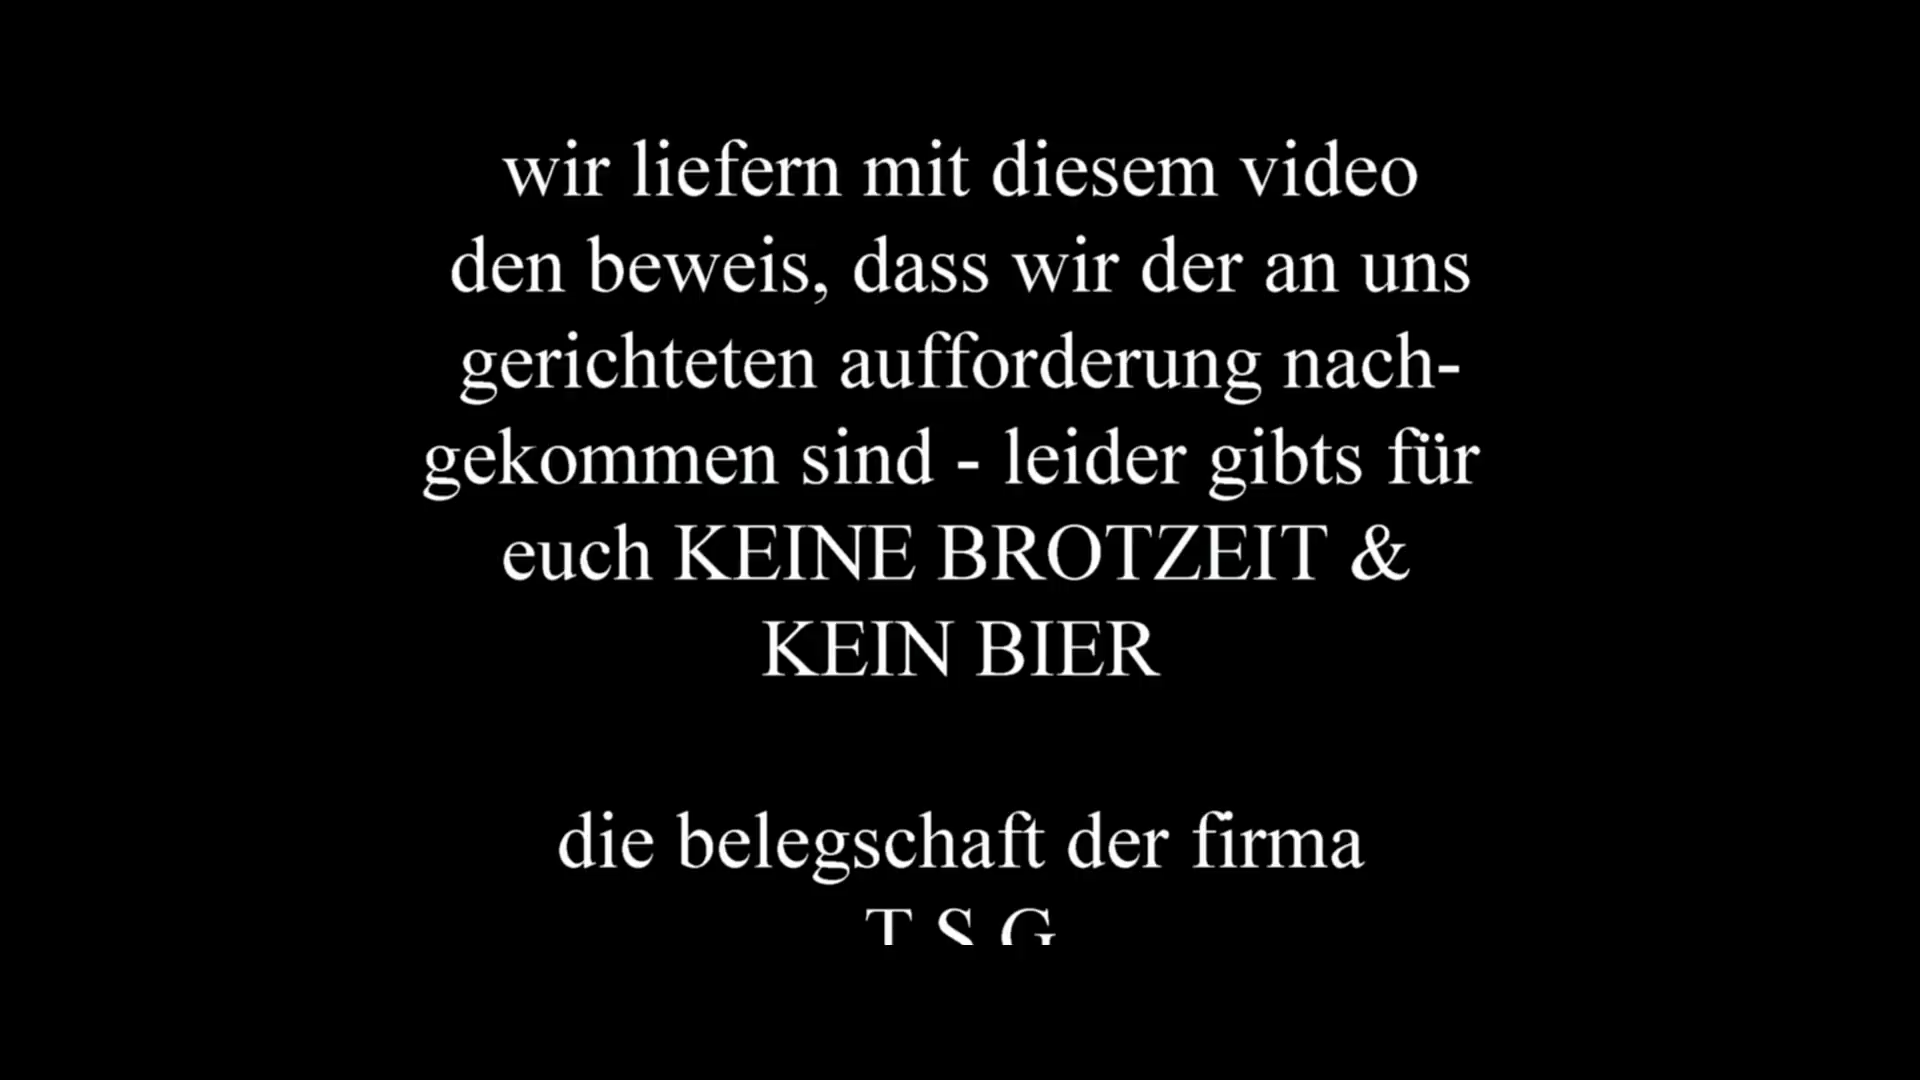 wir liefern mit diesem video
den beweis, dass wir der an uns
gerichteten aufforderung nach-
gekommen sind - leider gibts für
euch KEINE BROTZEIT &
KEIN BIER
die belegschaft der firma
T S G